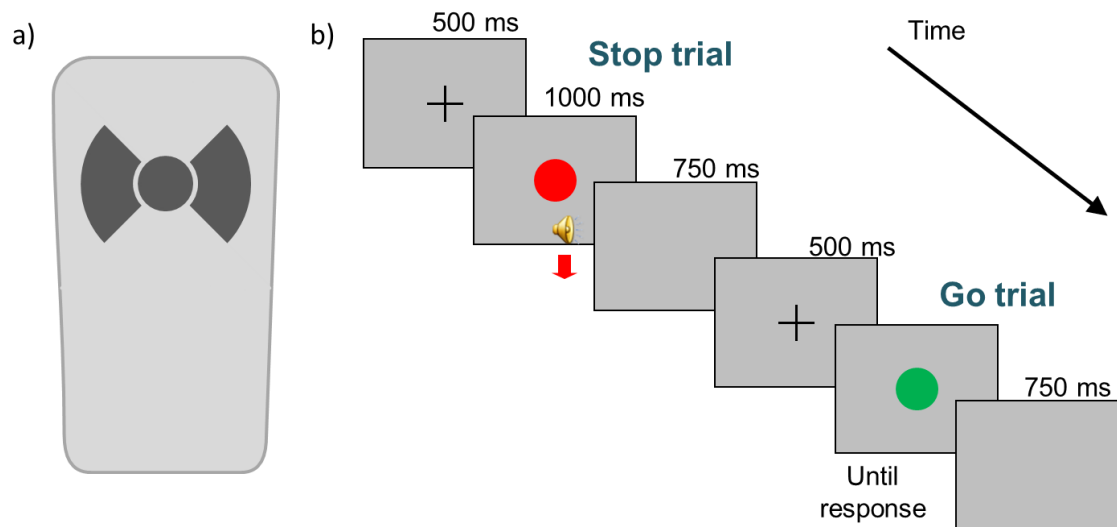 a)
b)
500 ms
Stop trial
Time
1000 ms
750 ms
500 ms
Go trial
750 ms
Until
response